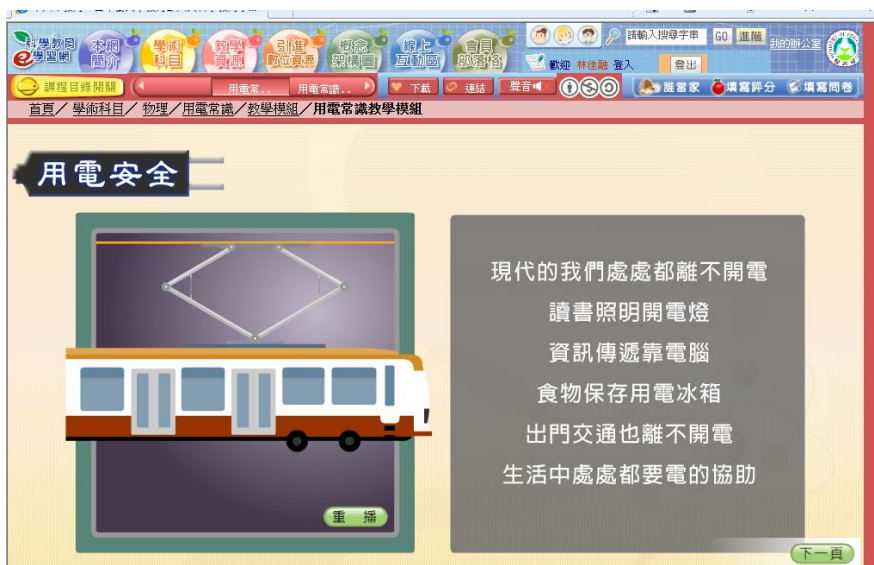 科學教育
e學習網
本網
簡介
學術
科目
教學
資源
引進
數位資源
概念
架構圖
線上
互動區
會員
部落格
請輸入搜尋字串
GO
進階
我的辦公室
歡迎 林佳融 登入
登出
課程目錄開關
用電常..
用電常識..
下載
連結
聲音
誰當家
填寫評分
填寫問卷
首頁／ 學術科目／ 物理／用電常識／教學模組／用電常識教學模組
用電安全
現代的我們處處都離不開電
讀書照明開電燈
資訊傳遞靠電腦
食物保存用電冰箱
出門交通也離不開電
生活中處處都要電的協助
重 播
下一頁